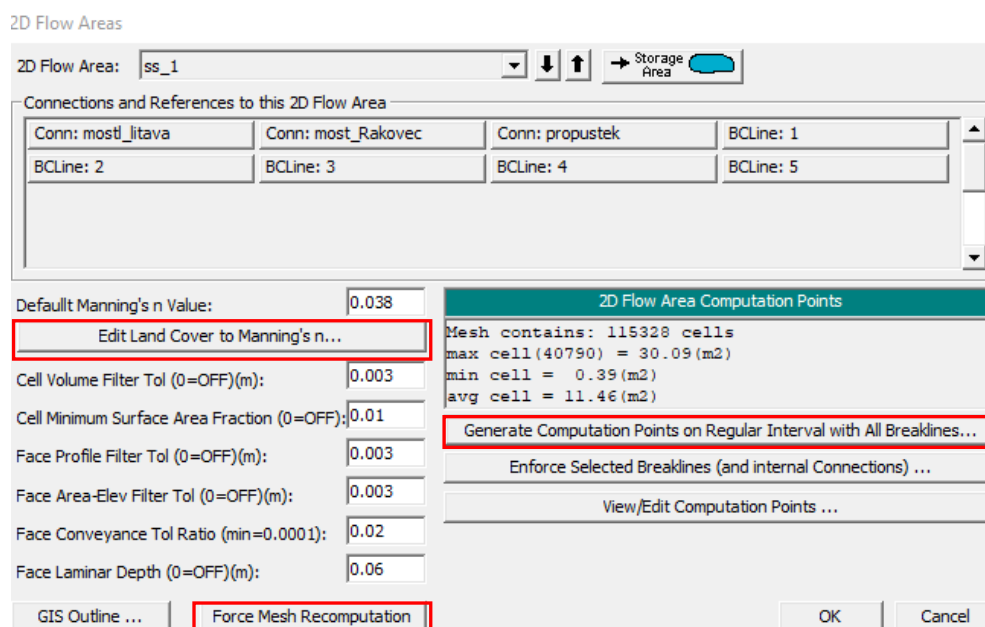 2D Flow Areas
2D Flow Area: ss_1 Storage Area
Connections and References to this 2D Flow Area
Conn: mostl_litava Conn: most_Rakovec Conn: propustek BCLine: 1
BCLine: 2 BCLine: 3 BCLine: 4 BCLine: 5
Defaullt Manning's n Value: 0.038
Edit Land Cover to Manning's n...
Cell Volume Filter Tol (0=OFF)(m): 0.003
Cell Minimum Surface Area Fraction (0=OFF): 0.01
Face Profile Filter Tol (0=OFF)(m): 0.003
Face Area-Elev Filter Tol (0=OFF)(m): 0.003
Face Conveyance Tol Ratio (min=0.0001): 0.02
Face Laminar Depth (0=OFF)(m): 0.06
2D Flow Area Computation Points
Mesh contains: 115328 cells
max cell(40790) = 30.09(m2)
min cell = 0.39(m2)
avg cell = 11.46(m2)
Generate Computation Points on Regular Interval with All Breaklines...
Enforce Selected Breaklines (and internal Connections) ...
View/Edit Computation Points ...
GIS Outline ... Force Mesh Recomputation OK Cancel